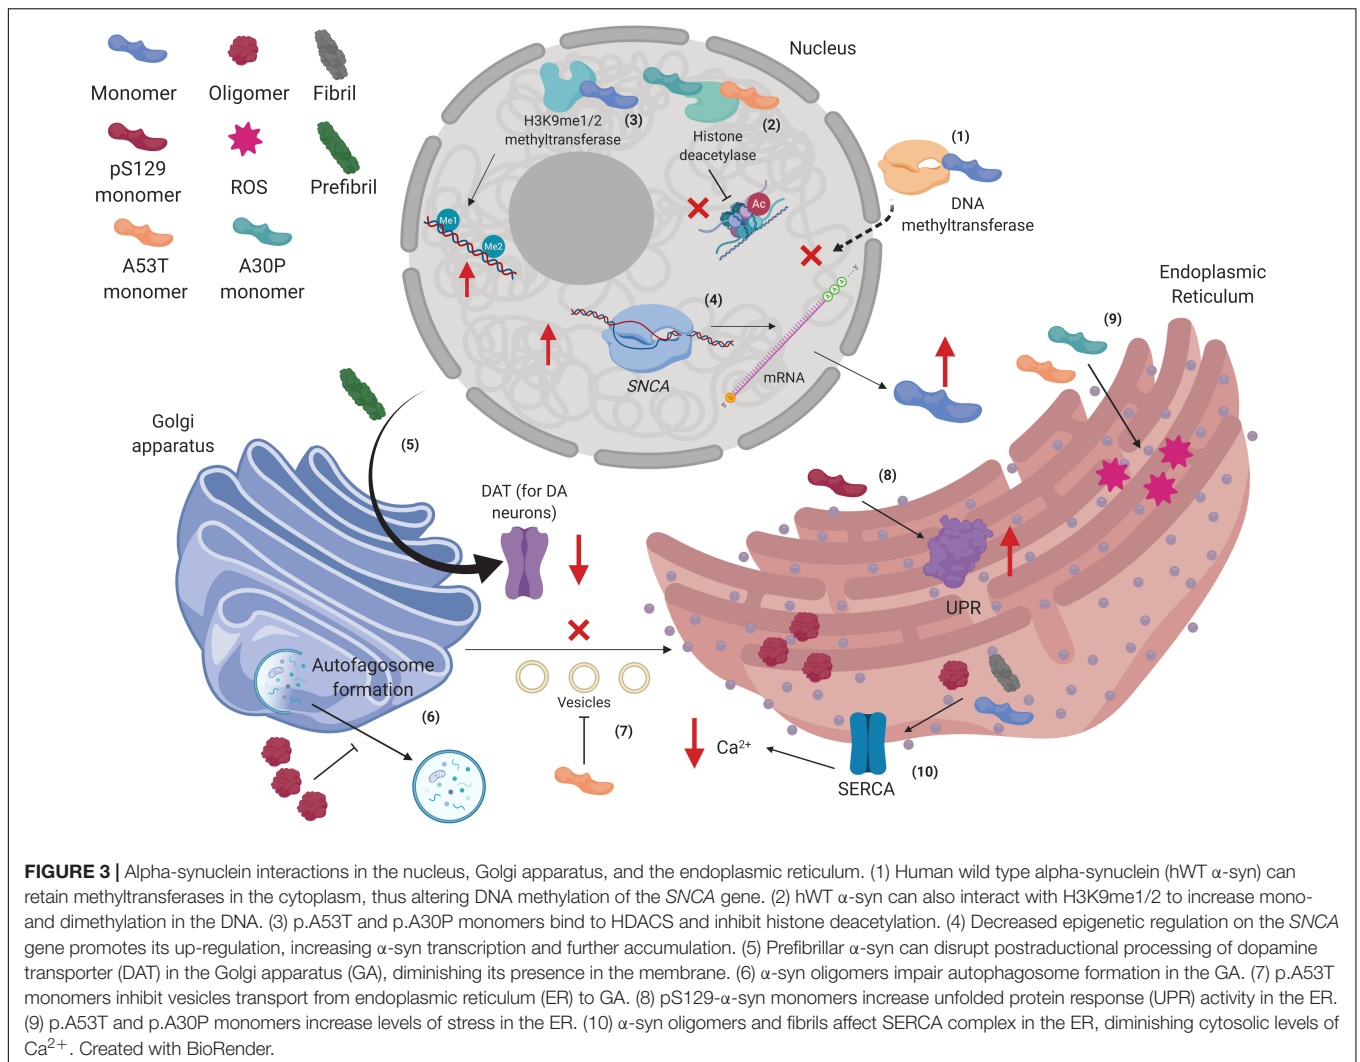 Monomer
Oligomer
Fibril
pS129
monomer
ROS
Prefibril
A53T
monomer
A30P
monomer
Nucleus
H3K9me1/2
methyltransferase
(3)
(2)
Histone
deacetylase
(1)
DNA
methyltransferase
Ac
Me1
Me2
(4)
SNCA
mRNA
3'
A
A
A
G
5'
Endoplasmic
Reticulum
(9)
Golgi
apparatus
(5)
DAT (for DA
neurons)
(8)
UPR
Autofagosome
formation
(6)
Vesicles
(7)
Ca²⁺
SERCA
(10)
FIGURE 3 | Alpha-synuclein interactions in the nucleus, Golgi apparatus, and the endoplasmic reticulum. (1) Human wild type alpha-synuclein (hWT α-syn) can
retain methyltransferases in the cytoplasm, thus altering DNA methylation of the SNCA gene. (2) hWT α-syn can also interact with H3K9me1/2 to increase mono-
and dimethylation in the DNA. (3) p.A53T and p.A30P monomers bind to HDACS and inhibit histone deacetylation. (4) Decreased epigenetic regulation on the SNCA
gene promotes its up-regulation, increasing α-syn transcription and further accumulation. (5) Prefibrillar α-syn can disrupt postraductional processing of dopamine
transporter (DAT) in the Golgi apparatus (GA), diminishing its presence in the membrane. (6) α-syn oligomers impair autophagosome formation in the GA. (7) p.A53T
monomers inhibit vesicles transport from endoplasmic reticulum (ER) to GA. (8) pS129-α-syn monomers increase unfolded protein response (UPR) activity in the ER.
(9) p.A53T and p.A30P monomers increase levels of stress in the ER. (10) α-syn oligomers and fibrils affect SERCA complex in the ER, diminishing cytosolic levels of
Ca²⁺. Created with BioRender.